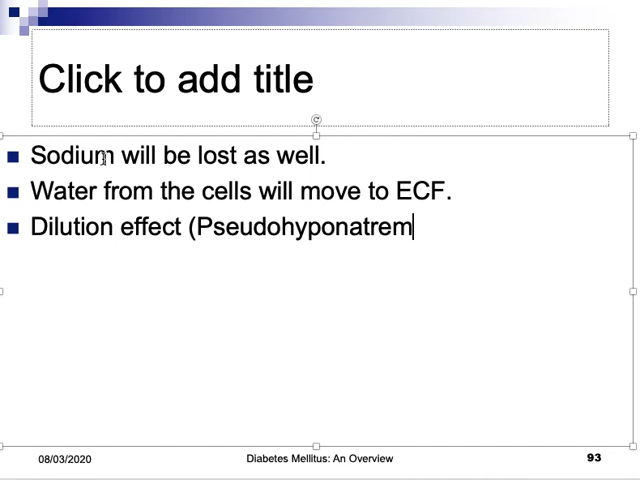 Click to add title
Sodium will be lost as well.
Water from the cells will move to ECF.
Dilution effect (Pseudohyponatrem
08/03/2020
Diabetes Mellitus: An Overview
93